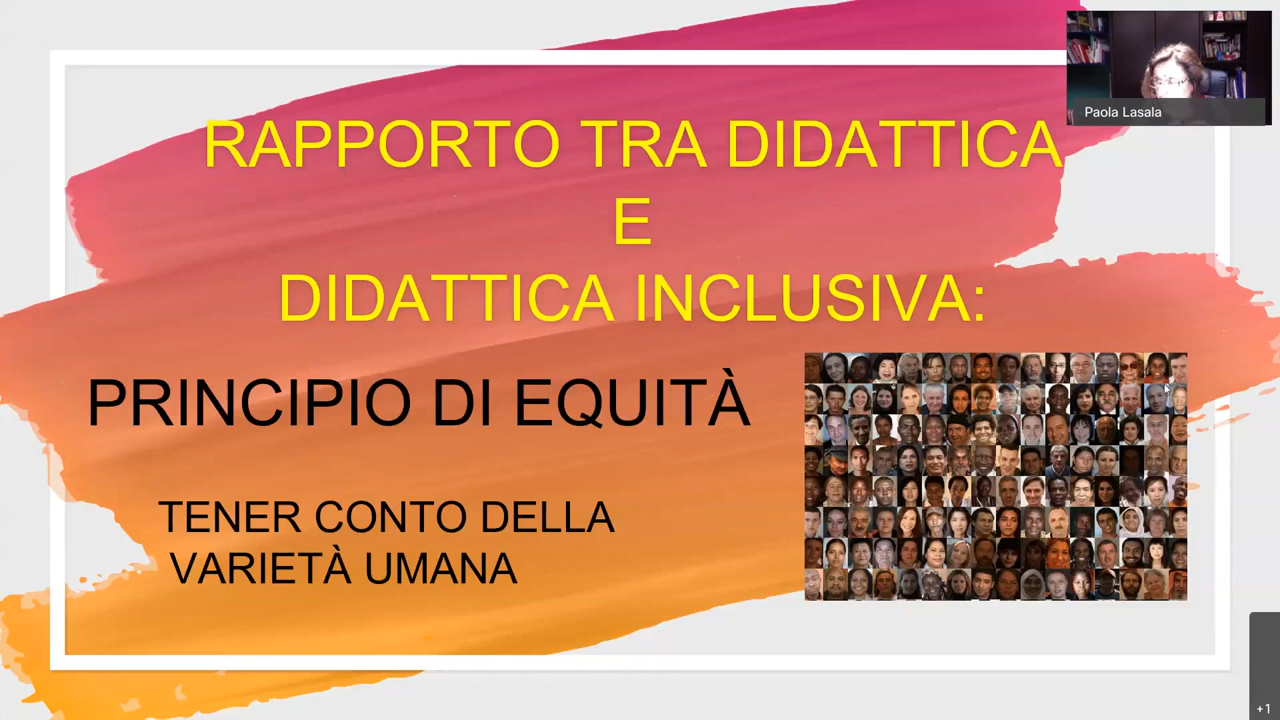 Paola Lasala
RAPPORTO TRA DIDATTICA
E
DIDATTICA INCLUSIVA:
PRINCIPIO DI EQUITÀ
TENER CONTO DELLA
VARIETÀ UMANA
+1